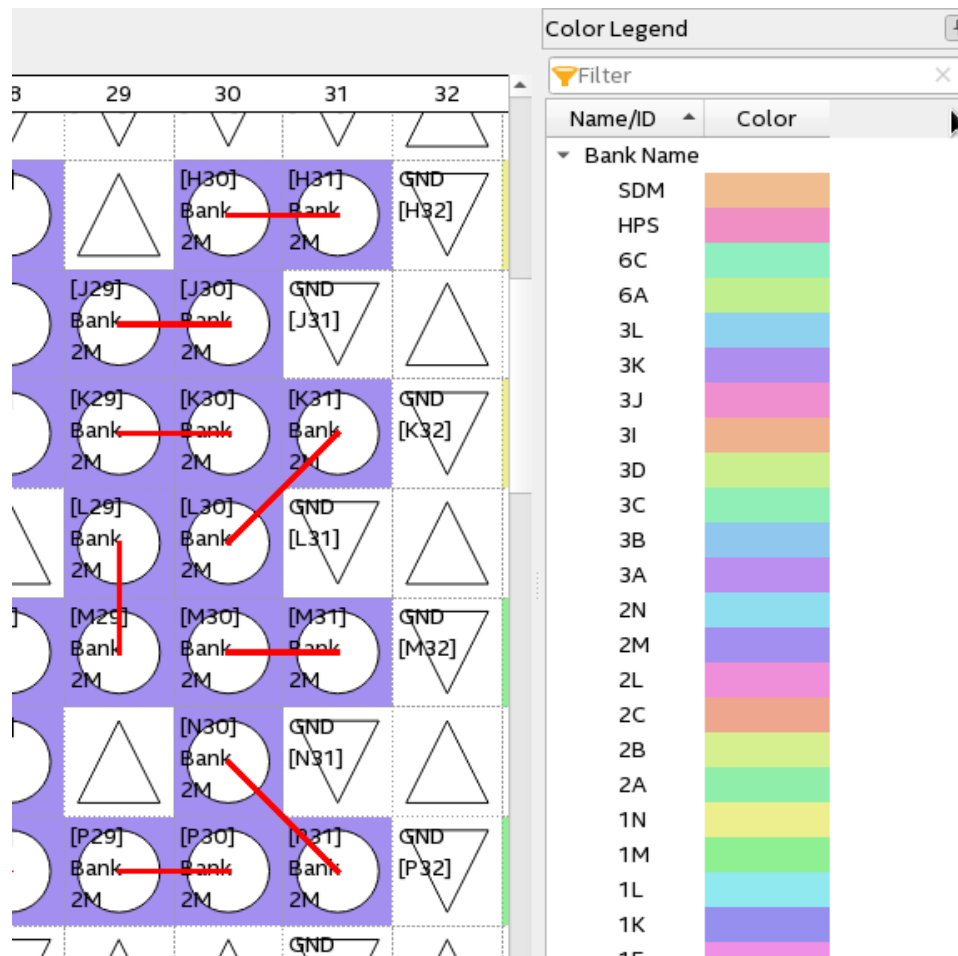 Color Legend
Filter
Name/ID Color
Bank Name
SDM
HPS
6C
6A
3L
3K
3J
3I
3D
3C
3B
3A
2N
2M
2L
2C
2B
2A
1N
1M
1L
1K
29 30 31 32
[H30] [H31] GND
Bank Bank [H32]
2M 2M
[J29] [J30] GND
Bank Bank [J31]
2M 2M
[K29] [K30] [K31] GND
Bank Bank Bank [K32]
2M 2M 2M
[L29] [L30] GND
Bank Bank [L31]
2M 2M
[M29] [M30] [M31] GND
Bank Bank Bank [M32]
2M 2M 2M
[N30] GND
Bank [N31]
2M
[P29] [P30] [P31] GND
Bank Bank Bank [P32]
2M 2M 2M
GND